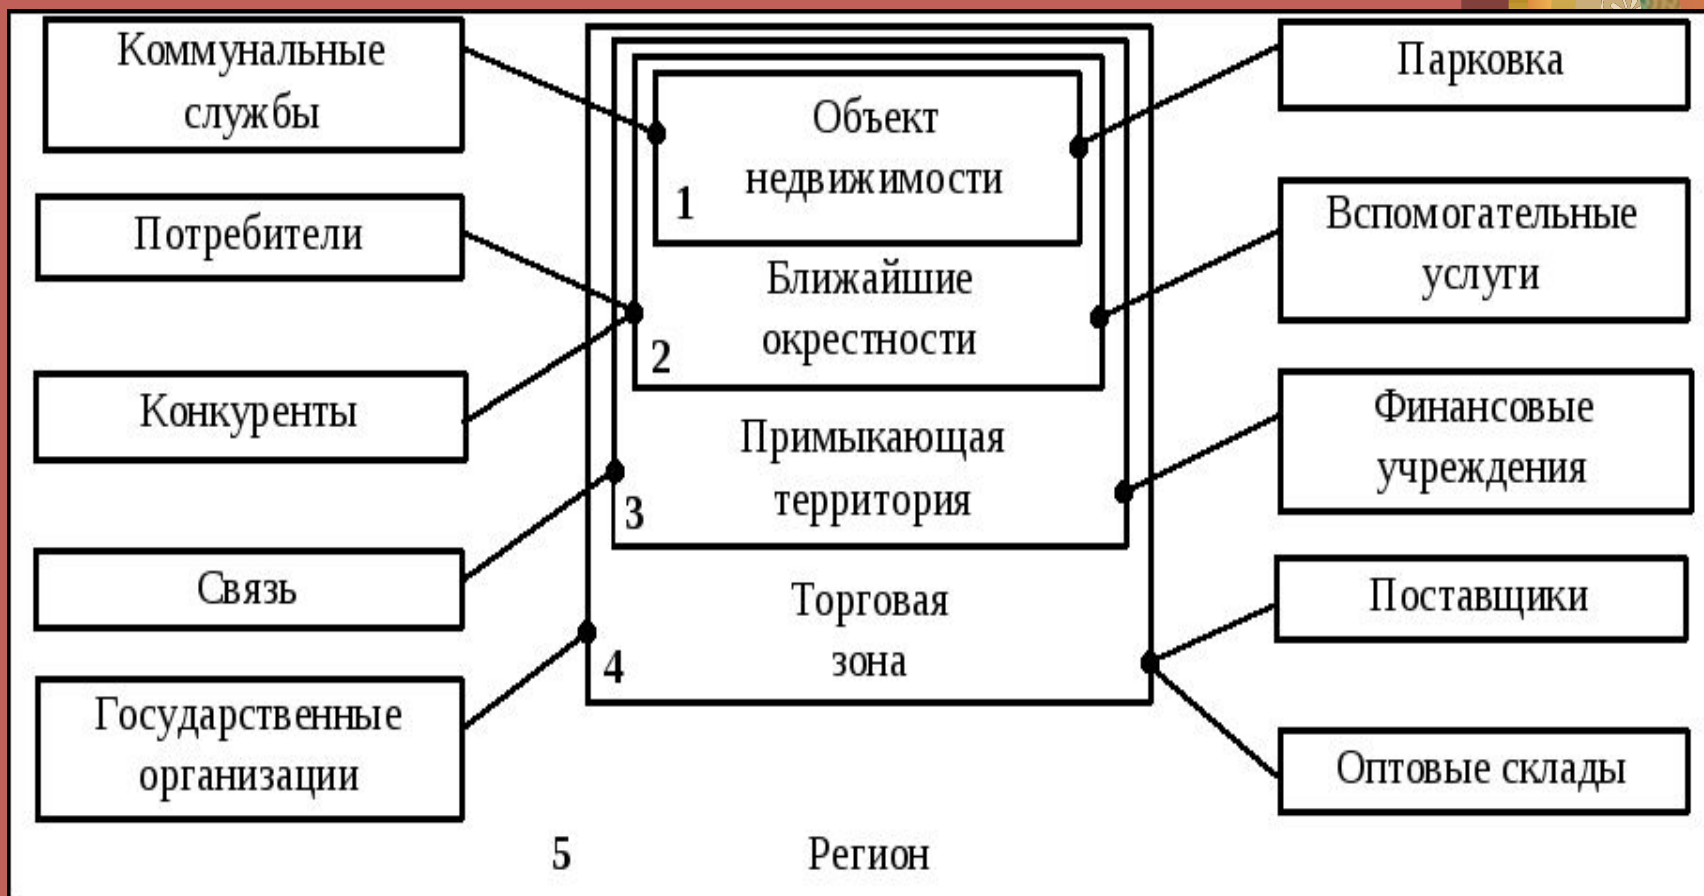 Коммунальные
службы
Потребители
Конкуренты
Связь
Государственные
организации
Объект
недвижимости
1
Ближайшие
окрестности
2
Примыкающая
территория
3
Торговая
зона
4
5 Регион
Парковка
Вспомогательные
услуги
Финансовые
учреждения
Поставщики
Оптовые склады